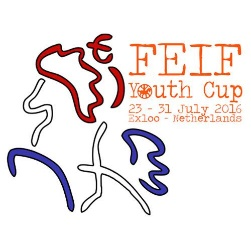 FEIF
Youth Cup
23 - 31 July 2016
Exloo - Netherlands